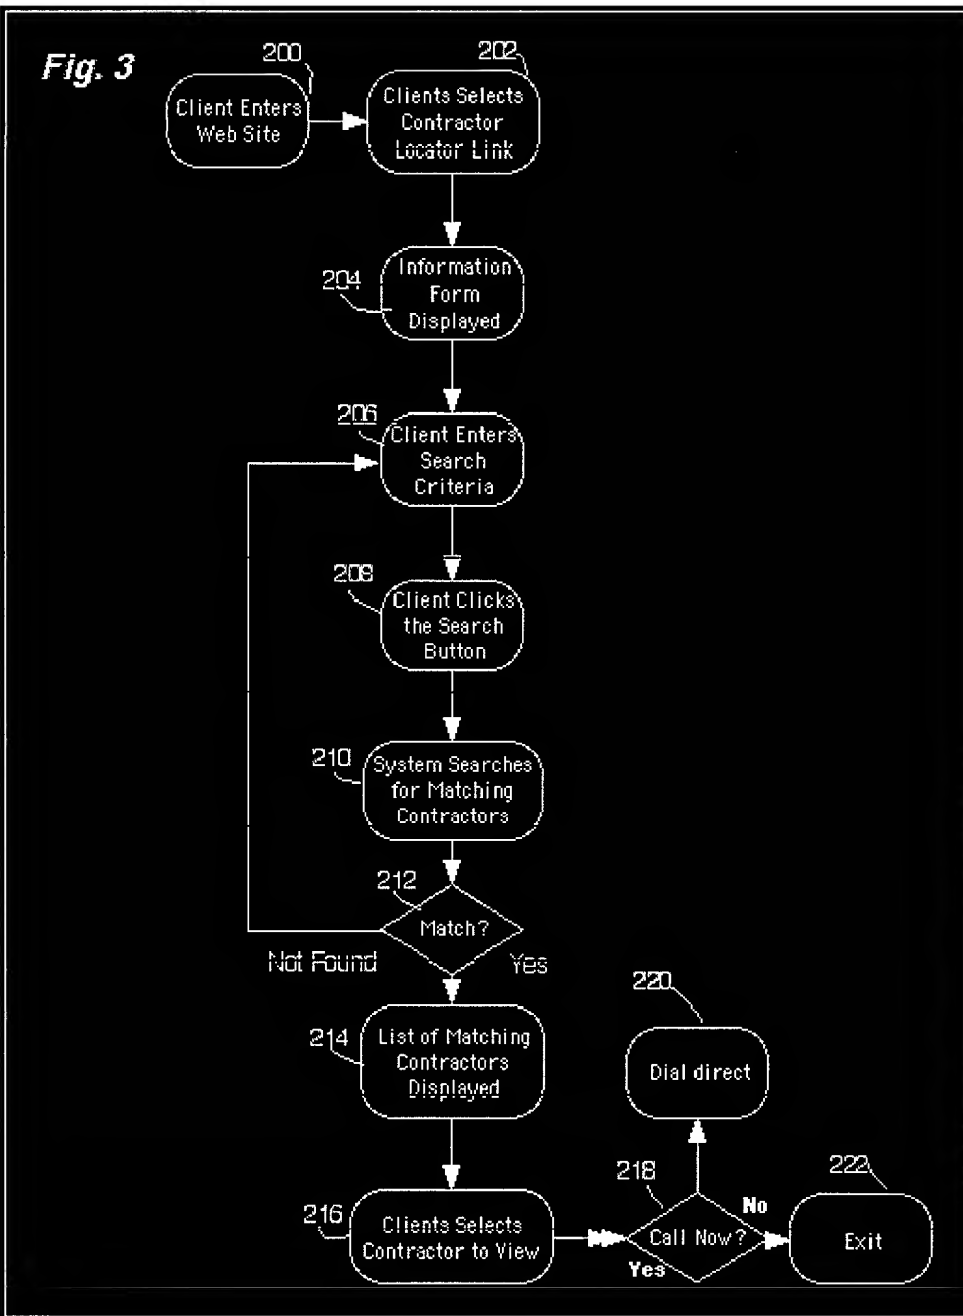 Fig. 3
200
Client Enters
Web Site
202
Clients Selects
Contractor
Locator Link
204
Information
Form
Displayed
206
Client Enters
Search
Criteria
208
Client Clicks
the Search
Button
210
System Searches
for Matching
Contractors
212
Match?
Not Found
Yes
214
List of Matching
Contractors
Displayed
216
Clients Selects
Contractor to View
218
Call Now?
Yes
No
220
Dial direct
222
Exit